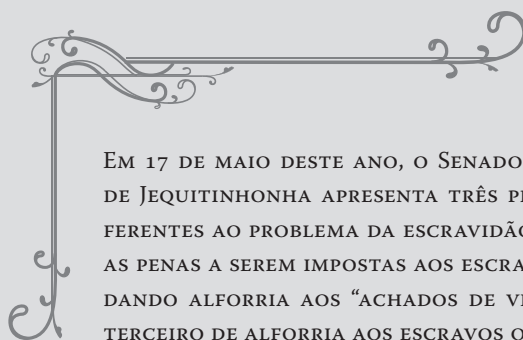 Em 17 de maio deste ano, o Senado
de Jequitinhonha apresenta três
ferentes ao problema da escravidão
as penas a serem impostas aos
dando alforria aos “achados de
terceiro de alforria aos escravos